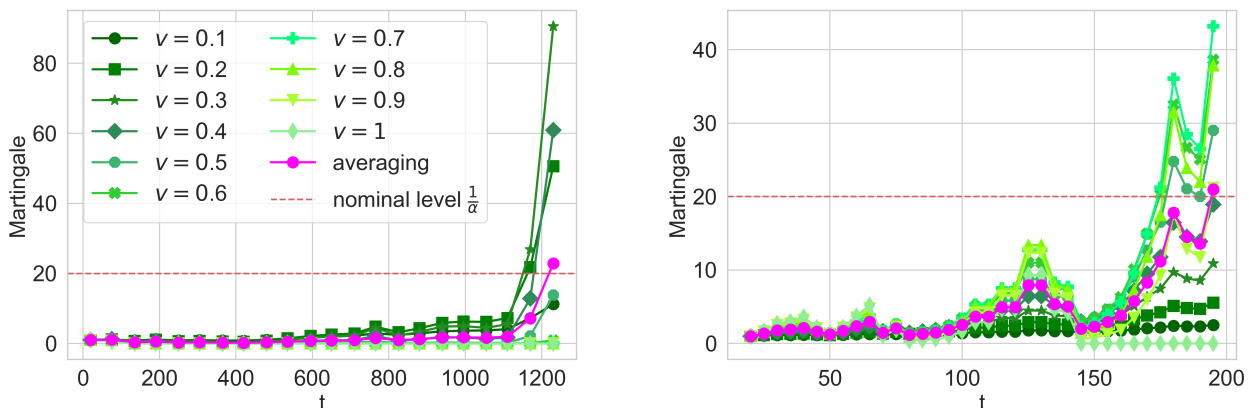 Martingale
80
60
40
20
0
v = 0.1
v = 0.2
v = 0.3
v = 0.4
v = 0.5
v = 0.6
v = 0.7
v = 0.8
v = 0.9
v = 1
averaging
nominal level 1/α
0 200 400 600 800 1000 1200
t
Martingale
40
30
20
10
0
50 100 150 200
t